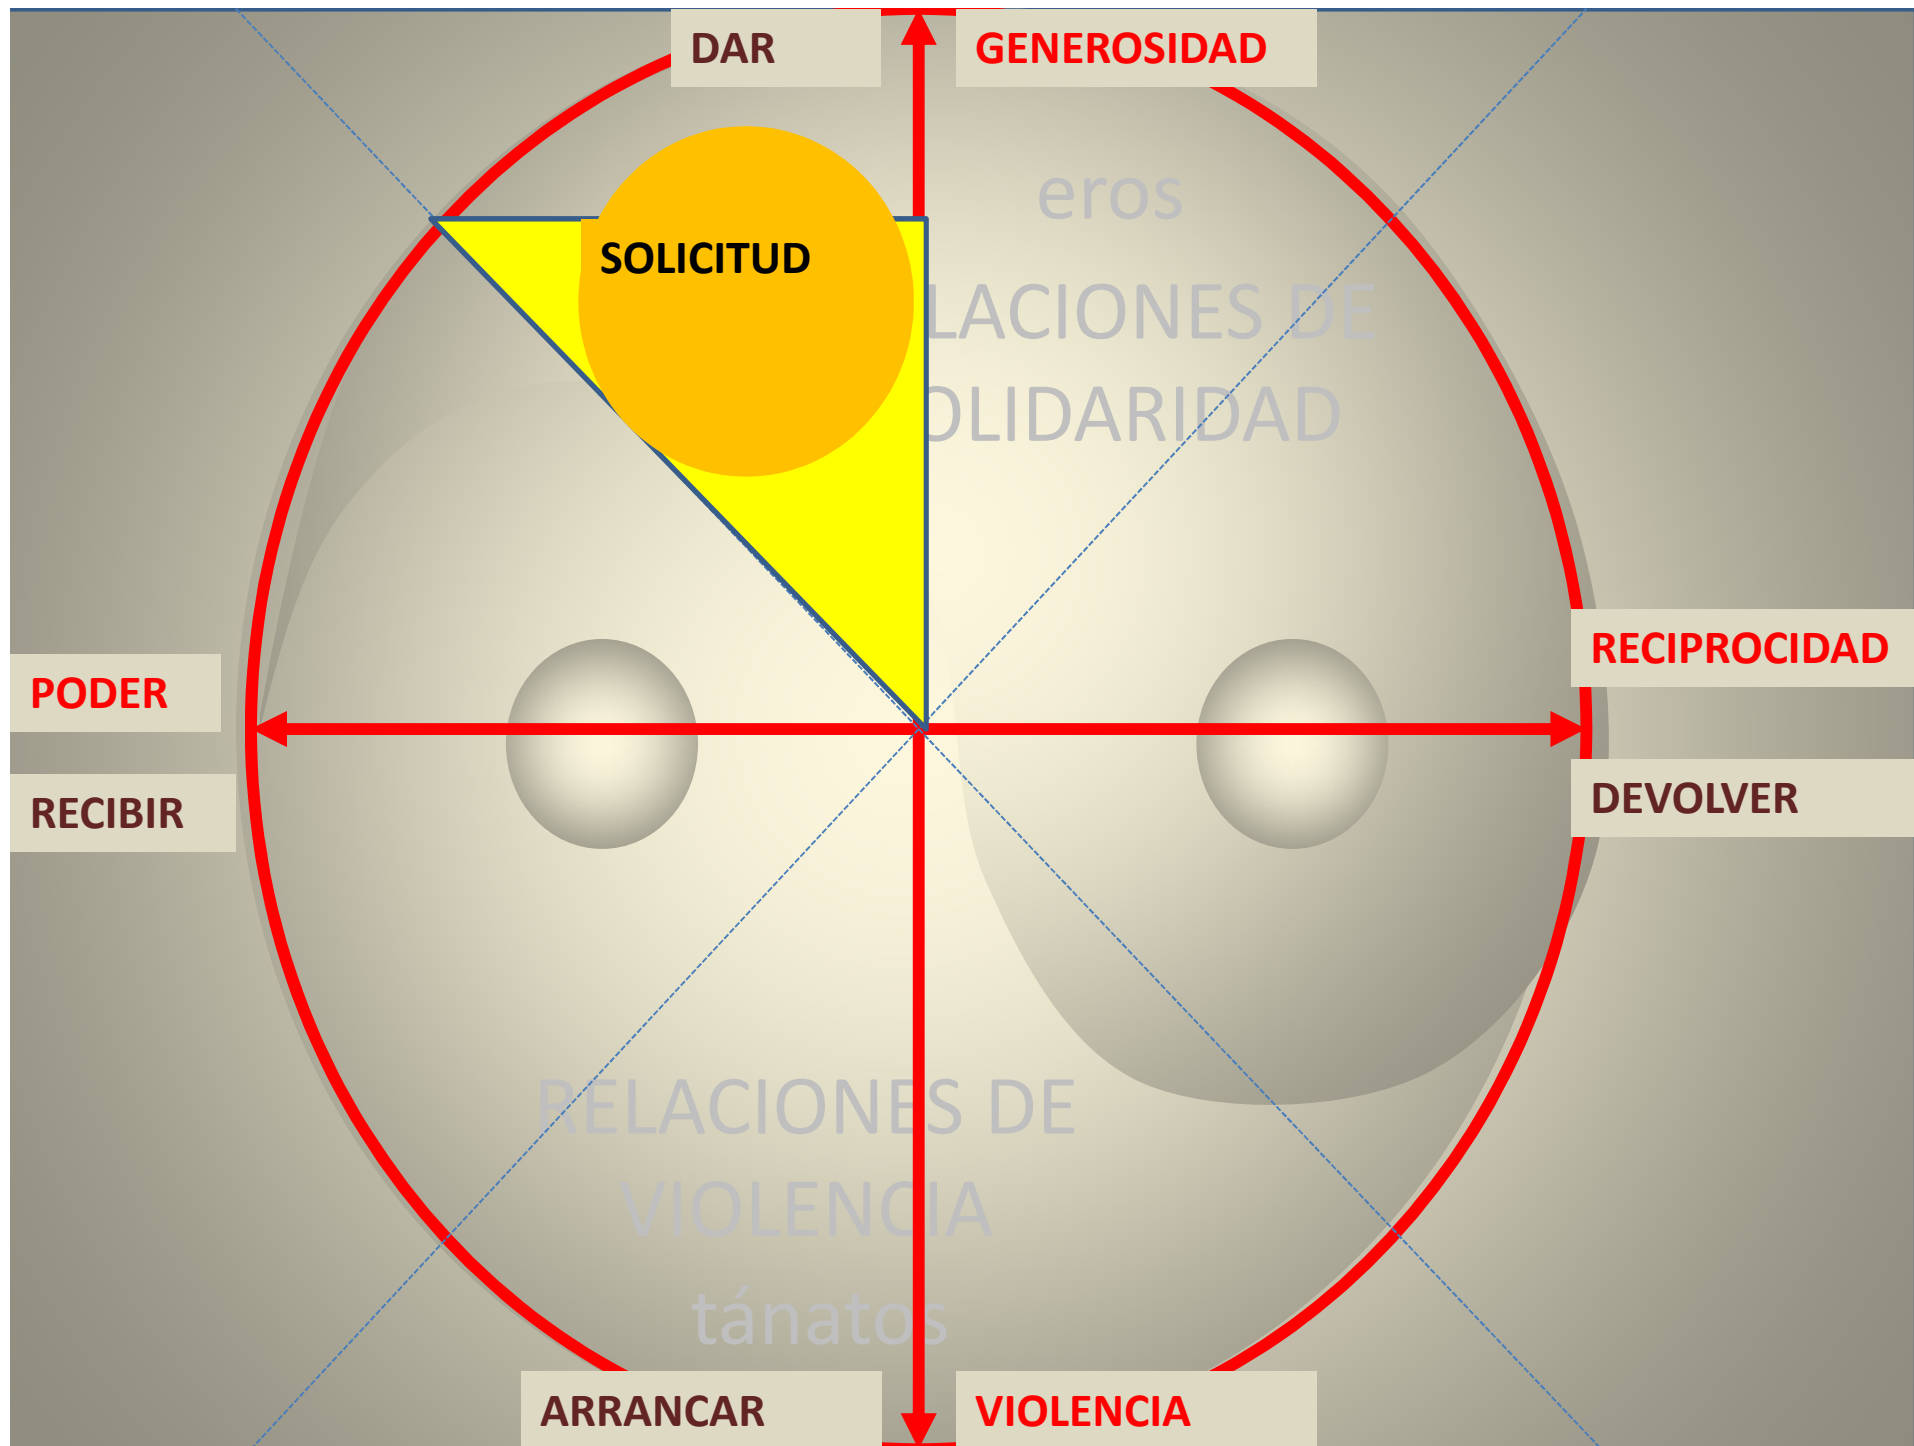 DAR
GENEROSIDAD
eros
SOLICITUD
LACIONES DE
OLIDARIDAD
RECIPROCIDAD
PODER
DEVOLVER
RECIBIR
RELACIONES DE
VIOLENCIA
tánatos
ARRANCAR
VIOLENCIA